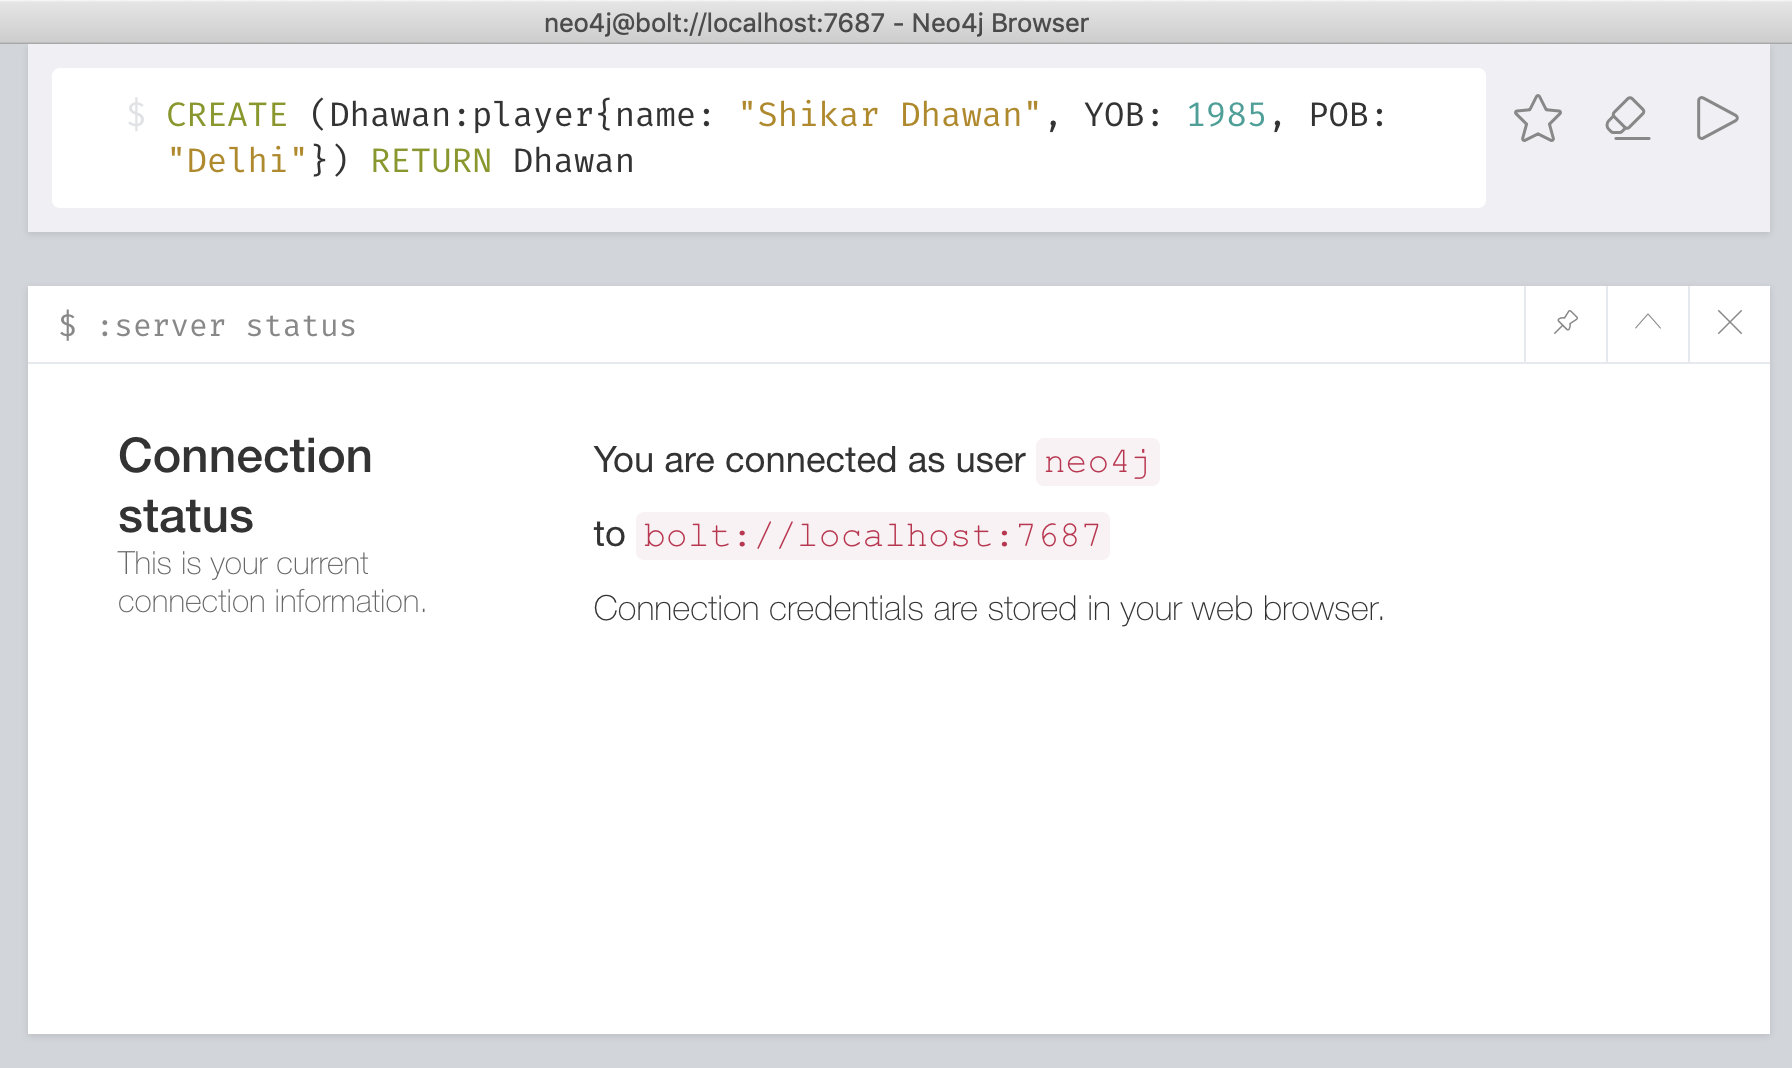 neo4j@bolt://localhost:7687 - Neo4j Browser
$ CREATE (Dhawan:player{name: "Shikar Dhawan", YOB: 1985, POB:
"Delhi"}) RETURN Dhawan
$ :server status
Connection
status
This is your current
connection information.
You are connected as user neo4j
to bolt://localhost:7687
Connection credentials are stored in your web browser.